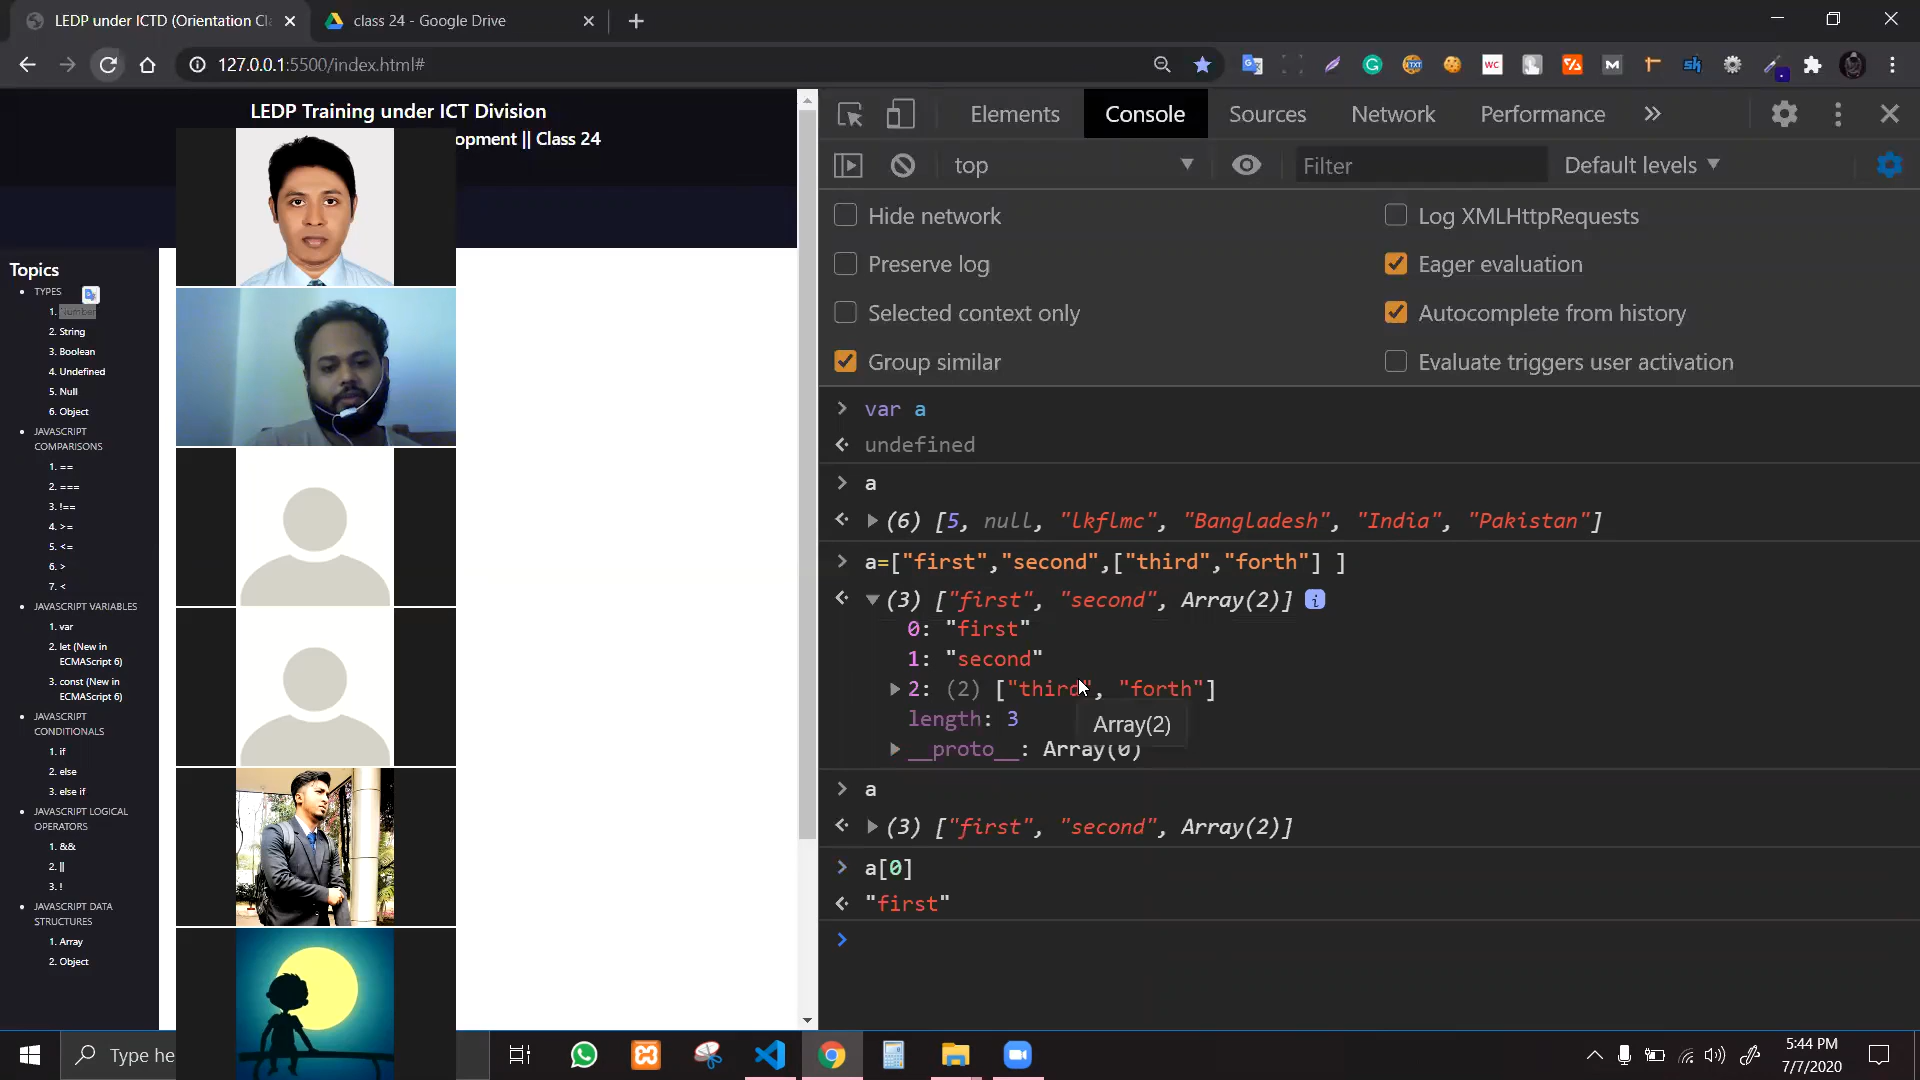 LEDP under ICTD (Orientation Cl
class 24 - Google Drive
127.0.0.1:5500/index.html#
LEDP Training under ICT Division
opment || Class 24
Topics
TYPES
1. Number
2. String
3. Boolean
4. Undefined
5. Null
6. Object
JAVASCRIPT
COMPARISONS
1. ==
2. ===
3. !==
4. >=
5. <=
6. >
7. <
JAVASCRIPT VARIABLES
1. var
2. let (New in
ECMAScript 6)
3. const (New in
ECMAScript 6)
JAVASCRIPT
CONDITIONALS
1. if
2. else
3. else if
JAVASCRIPT LOGICAL
OPERATORS
1. &&
2. ||
3. !
JAVASCRIPT DATA
STRUCTURES
1. Array
2. Object
Elements Console Sources Network Performance
top Filter Default levels
Hide network Log XMLHttpRequests
Preserve log Eager evaluation
Selected context only Autocomplete from history
Group similar Evaluate triggers user activation
> var a
undefined
> a
(6) [5, null, "lkflmc", "Bangladesh", "India", "Pakistan"]
> a=["first","second",["third","forth"] ]
(3) ["first", "second", Array(2)] i
0: "first"
1: "second"
2: (2) ["third", "forth"]
length: 3
Array(2)
__proto__: Array(0)
> a
(3) ["first", "second", Array(2)]
> a[0]
"first"
>
WC
TXT
sk
M
Type he
5:44 PM
7/7/2020